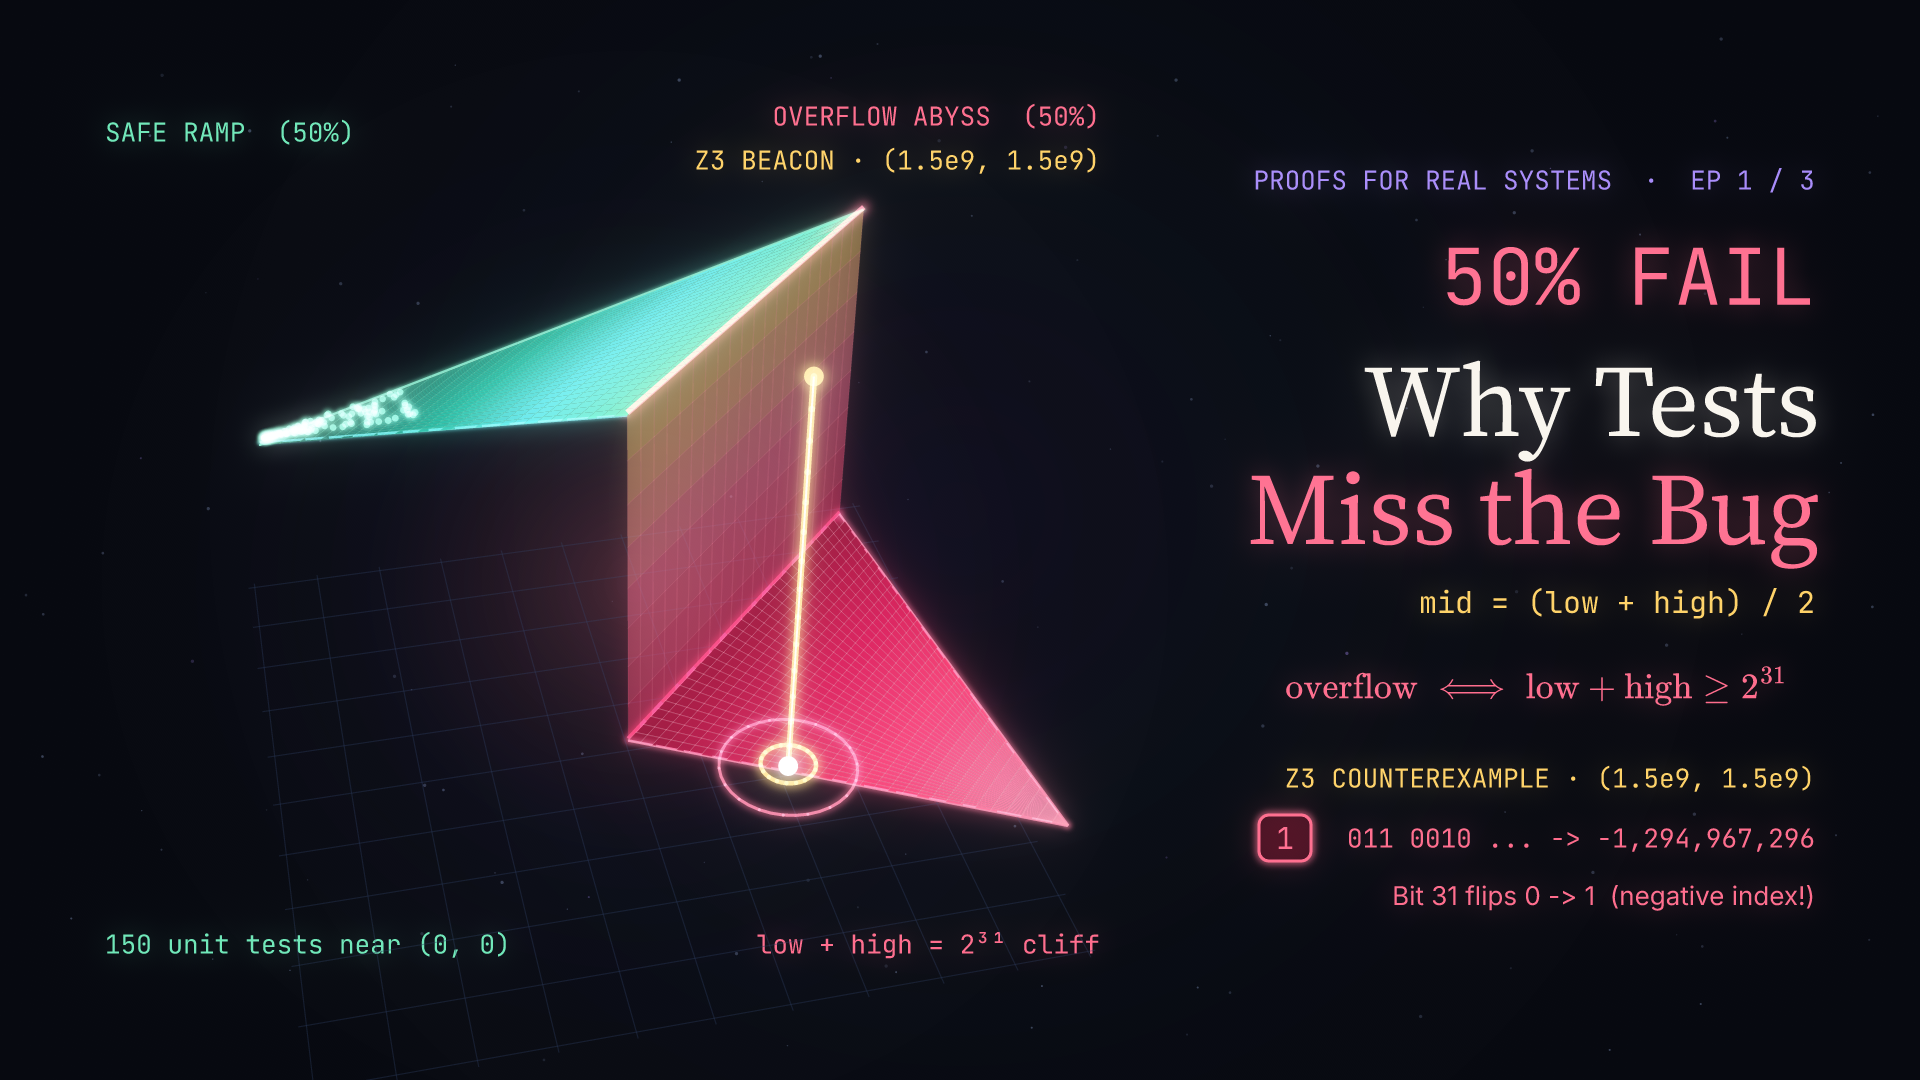 SAFE RAMP (50%)
OVERFLOW ABYSS (50%)
Z3 BEACON · (1.5e9, 1.5e9)
150 unit tests near (0, 0)
low + high = 2³¹ cliff
PROOFS FOR REAL SYSTEMS · EP 1 / 3
50% FAIL
Why Tests
Miss the Bug
mid = (low + high) / 2
overflow ⟺ low + high ≥ 2³¹
Z3 COUNTEREXAMPLE · (1.5e9, 1.5e9)
1 011 0010 ... -> -1,294,967,296
Bit 31 flips 0 -> 1 (negative index!)